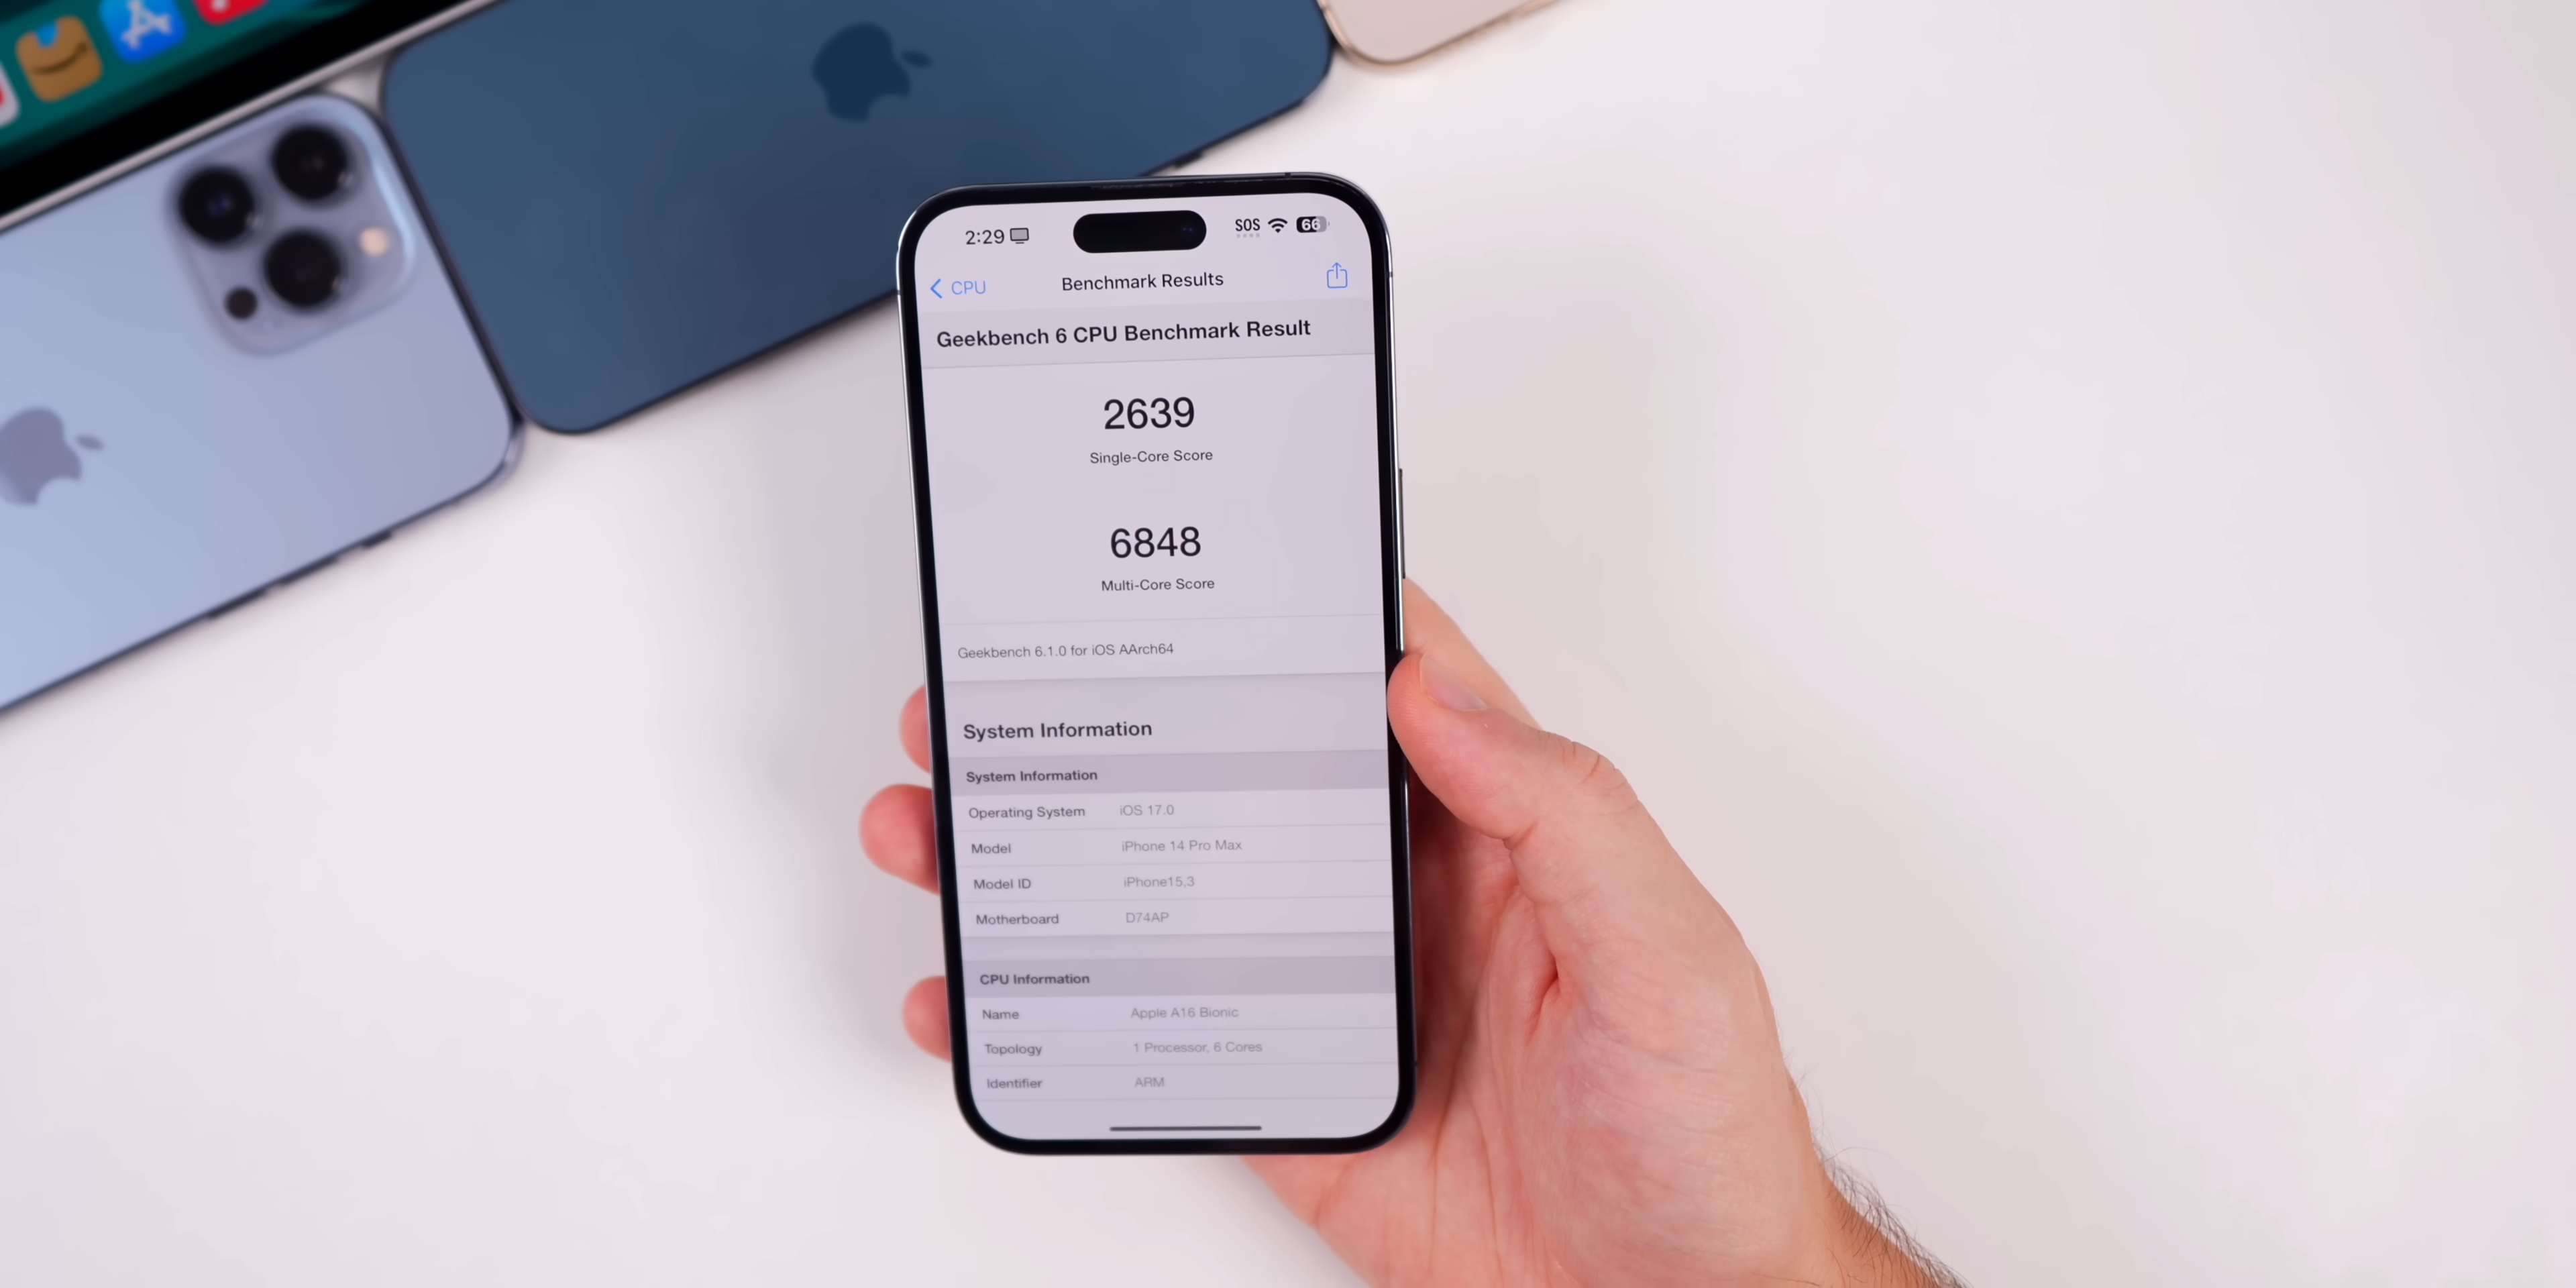 2:29
SOS 66
CPU Benchmark Results
Geekbench 6 CPU Benchmark Result
2639
Single-Core Score
6848
Multi-Core Score
Geekbench 6.1.0 for iOS AArch64
System Information
System Information
Operating System iOS 17.0
Model iPhone 14 Pro Max
Model ID iPhone15,3
Motherboard D74AP
CPU Information
Name Apple A16 Bionic
Topology 1 Processor, 6 Cores
Identifier ARM